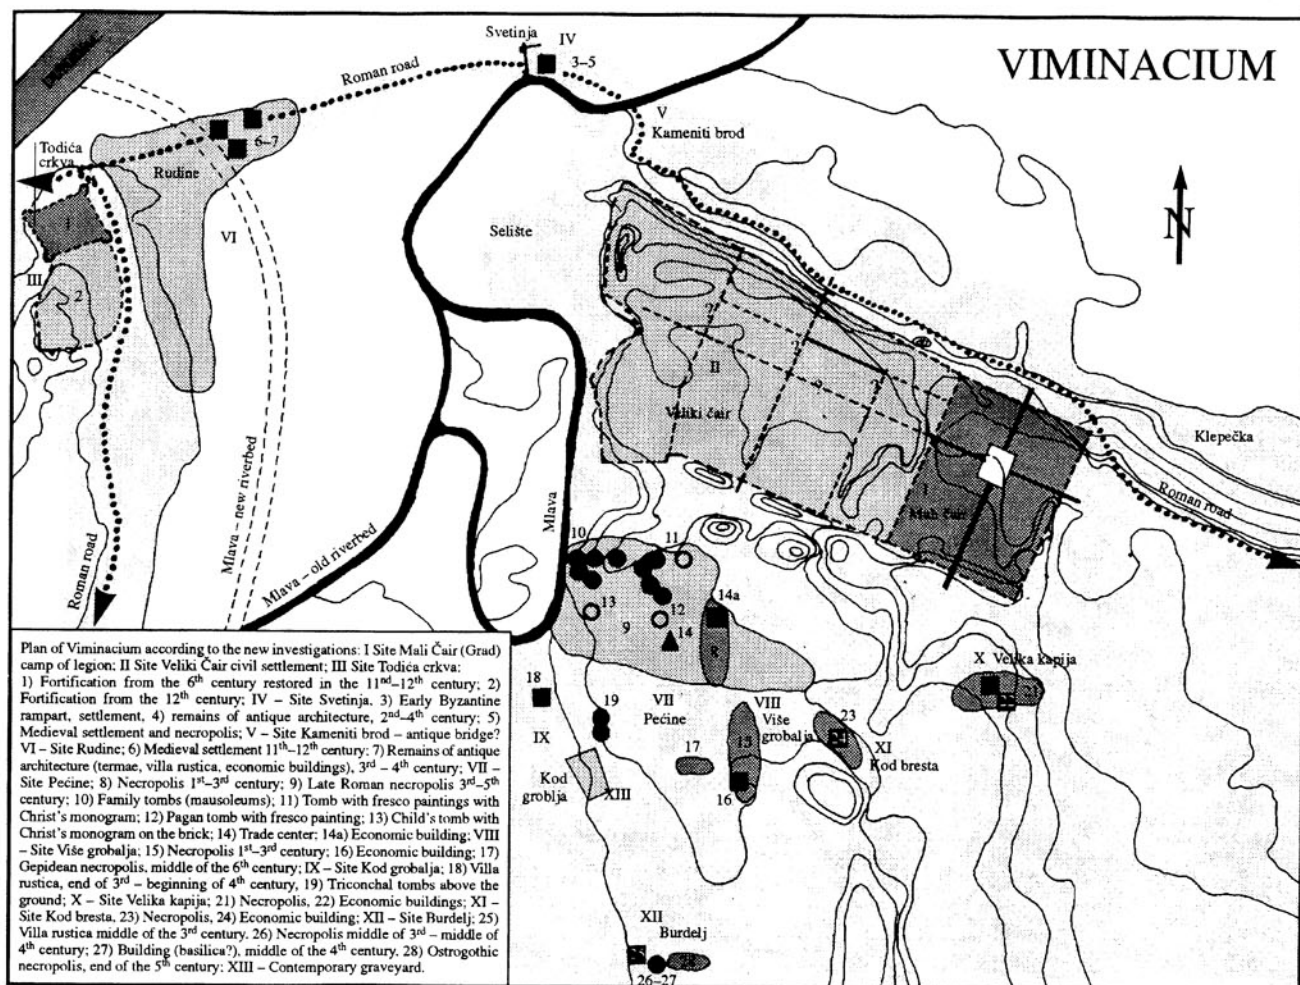 VIMINACIUM
Svetinja
IV
3–5
Roman road
V
Kameniti brod
6–7
Todića
crkva
Rudine
N
1
VI
Selište
III
2
II
Veliki čair
Klepečka
I
Mali čair
Roman road
Mlava
Mlava – new riverbed
Mlava – old riverbed
Roman road
10
11
13
12
14a
9
14
8
X Velika kapija
21
18
19
VII
Pećine
VIII
Više
grobalja
23
24
XI
Kod bresta
IX
17
15
Kod
groblja
XIII
16
XII
Burdelj
28
26–27
Plan of Viminacium according to the new investigations: I Site Mali Čair (Grad)
camp of legion; II Site Veliki Čair civil settlement; III Site Todića crkva:
1) Fortification from the 6th century restored in the 11nd–12th century; 2)
Fortification from the 12th century; IV – Site Svetinja, 3) Early Byzantine
rampart, settlement, 4) remains of antique architecture, 2nd–4th century; 5)
Medieval settlement and necropolis; V – Site Kameniti brod – antique bridge?
VI – Site Rudine; 6) Medieval settlement 11th–12th century; 7) Remains of antique
architecture (termae, villa rustica, economic buildings), 3rd – 4th century; VII –
Site Pećine; 8) Necropolis 1st–3rd century; 9) Late Roman necropolis 3rd–5th
century; 10) Family tombs (mausoleums); 11) Tomb with fresco paintings with
Christ's monogram; 12) Pagan tomb with fresco painting; 13) Child's tomb with
Christ's monogram on the brick; 14) Trade center; 14a) Economic building; VIII
– Site Više grobalja; 15) Necropolis 1st–3rd century; 16) Economic building; 17)
Gepidean necropolis, middle of the 6th century; IX – Site Kod grobalja; 18) Villa
rustica, end of 3rd – beginning of 4th century, 19) Triconchal tombs above the
ground; X – Site Velika kapija; 21) Necropolis, 22) Economic buildings; XI –
Site Kod bresta, 23) Necropolis, 24) Economic building; XII – Site Burdelj; 25)
Villa rustica middle of the 3rd century. 26) Necropolis middle of 3rd – middle of
4th century; 27) Building (basilica?), middle of the 4th century. 28) Ostrogothic
necropolis, end of the 5th century; XIII – Contemporary graveyard.